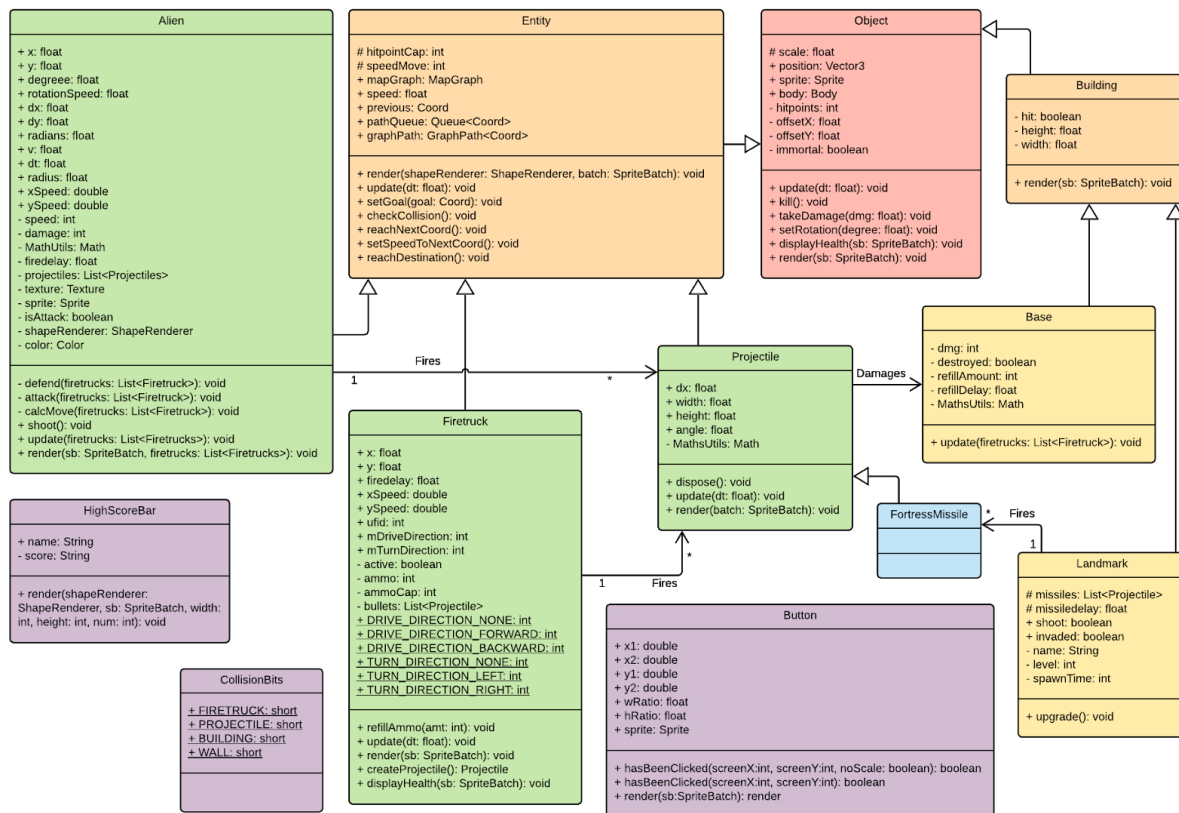 Alien
+ x: float
+ y: float
+ degreee: float
+ rotationSpeed: float
+ dx: float
+ dy: float
+ radians: float
+ v: float
+ dt: float
+ radius: float
+ xSpeed: double
+ ySpeed: double
- speed: int
- damage: int
- MathUtils: Math
- firedelay: float
- projectiles: List<Projectiles>
- texture: Texture
- sprite: Sprite
- isAttack: boolean
- shapeRenderer: ShapeRenderer
- color: Color
- defend(firetrucks: List<Firetruck>): void
- attack(firetrucks: List<Firetruck>): void
- calcMove(firetrucks: List<Firetruck>): void
+ shoot(): void
+ update(firetrucks: List<Firetrucks>): void
+ render(sb: SpriteBatch, firetrucks: List<Firetrucks>): void
Entity
# hitpointCap: int
# speedMove: int
+ mapGraph: MapGraph
+ speed: float
+ previous: Coord
+ pathQueue: Queue<Coord>
+ graphPath: GraphPath<Coord>
+ render(shapeRenderer: ShapeRenderer, batch: SpriteBatch): void
+ update(dt: float): void
+ setGoal(goal: Coord): void
+ checkCollision(): void
+ reachNextCoord(): void
+ setSpeedToNextCoord(): void
+ reachDestination(): void
Object
# scale: float
+ position: Vector3
+ sprite: Sprite
+ body: Body
- hitpoints: int
- offsetX: float
- offsetY: float
- immortal: boolean
+ update(dt: float): void
+ kill(): void
+ takeDamage(dmg: float): void
+ setRotation(degree: float): void
+ displayHealth(sb: SpriteBatch): void
+ render(sb: SpriteBatch): void
Building
- hit: boolean
- height: float
- width: float
+ render(sb: SpriteBatch): void
Base
- dmg: int
- destroyed: boolean
- refillAmount: int
- refillDelay: float
- MathsUtils: Math
+ update(firetrucks: List<Firetruck>): void
Fires
1
*
Projectile
+ dx: float
+ width: float
+ height: float
+ angle: float
- MathsUtils: Math
+ dispose(): void
+ update(dt: float): void
+ render(batch: SpriteBatch): void
Damages
Firetruck
+ x: float
+ y: float
+ firedelay: float
+ xSpeed: double
+ ySpeed: double
+ ufid: int
+ mDriveDirection: int
+ mTurnDirection: int
- active: boolean
- ammo: int
- ammoCap: int
- bullets: List<Projectile>
+ DRIVE_DIRECTION_NONE: int
+ DRIVE_DIRECTION_FORWARD: int
+ DRIVE_DIRECTION_BACKWARD: int
+ TURN_DIRECTION_NONE: int
+ TURN_DIRECTION_LEFT: int
+ TURN_DIRECTION_RIGHT: int
+ refillAmmo(amt: int): void
+ update(dt: float): void
+ render(sb: SpriteBatch): void
+ createProjectile(): Projectile
+ displayHealth(sb: SpriteBatch): void
1
Fires
*
FortressMissile
*
Fires
1
Landmark
# missiles: List<Projectile>
# missiledelay: float
+ shoot: boolean
+ invaded: boolean
- name: String
- level: int
- spawnTime: int
+ upgrade(): void
HighScoreBar
+ name: String
- score: String
+ render(shapeRenderer:
ShapeRenderer, sb: SpriteBatch, width:
int, height: int, num: int): void
CollisionBits
+ FIRETRUCK: short
+ PROJECTILE: short
+ BUILDING: short
+ WALL: short
Button
+ x1: double
+ x2: double
+ y1: double
+ y2: double
+ wRatio: float
+ hRatio: float
+ sprite: Sprite
+ hasBeenClicked(screenX:int, screenY:int, noScale: boolean): boolean
+ hasBeenClicked(screenX:int, screenY:int): boolean
+ render(sb:SpriteBatch): render